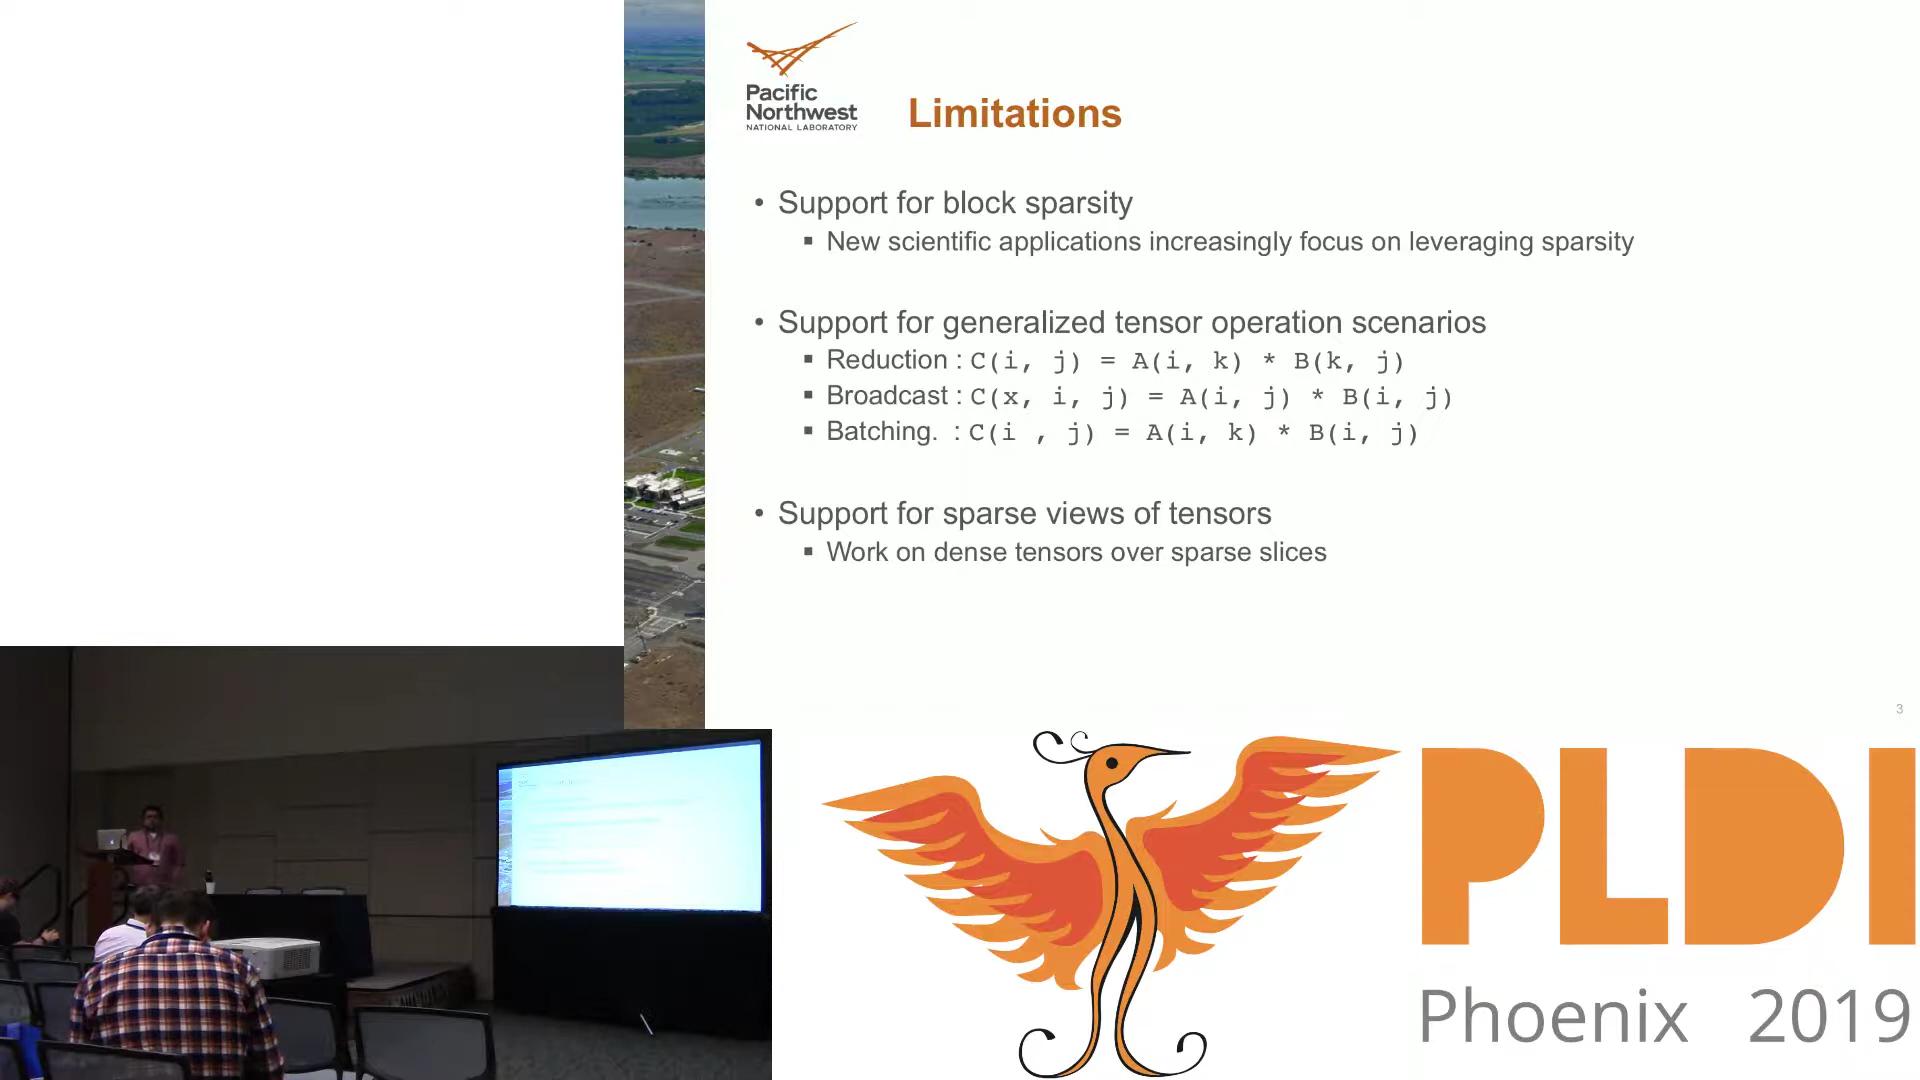 Pacific
Northwest
NATIONAL LABORATORY
Limitations
• Support for block sparsity
▪ New scientific applications increasingly focus on leveraging sparsity
• Support for generalized tensor operation scenarios
▪ Reduction : C(i, j) = A(i, k) * B(k, j)
▪ Broadcast : C(x, i, j) = A(i, j) * B(i, j)
▪ Batching. : C(i , j) = A(i, k) * B(i, j)
• Support for sparse views of tensors
▪ Work on dense tensors over sparse slices
3
PLDI
Phoenix 2019